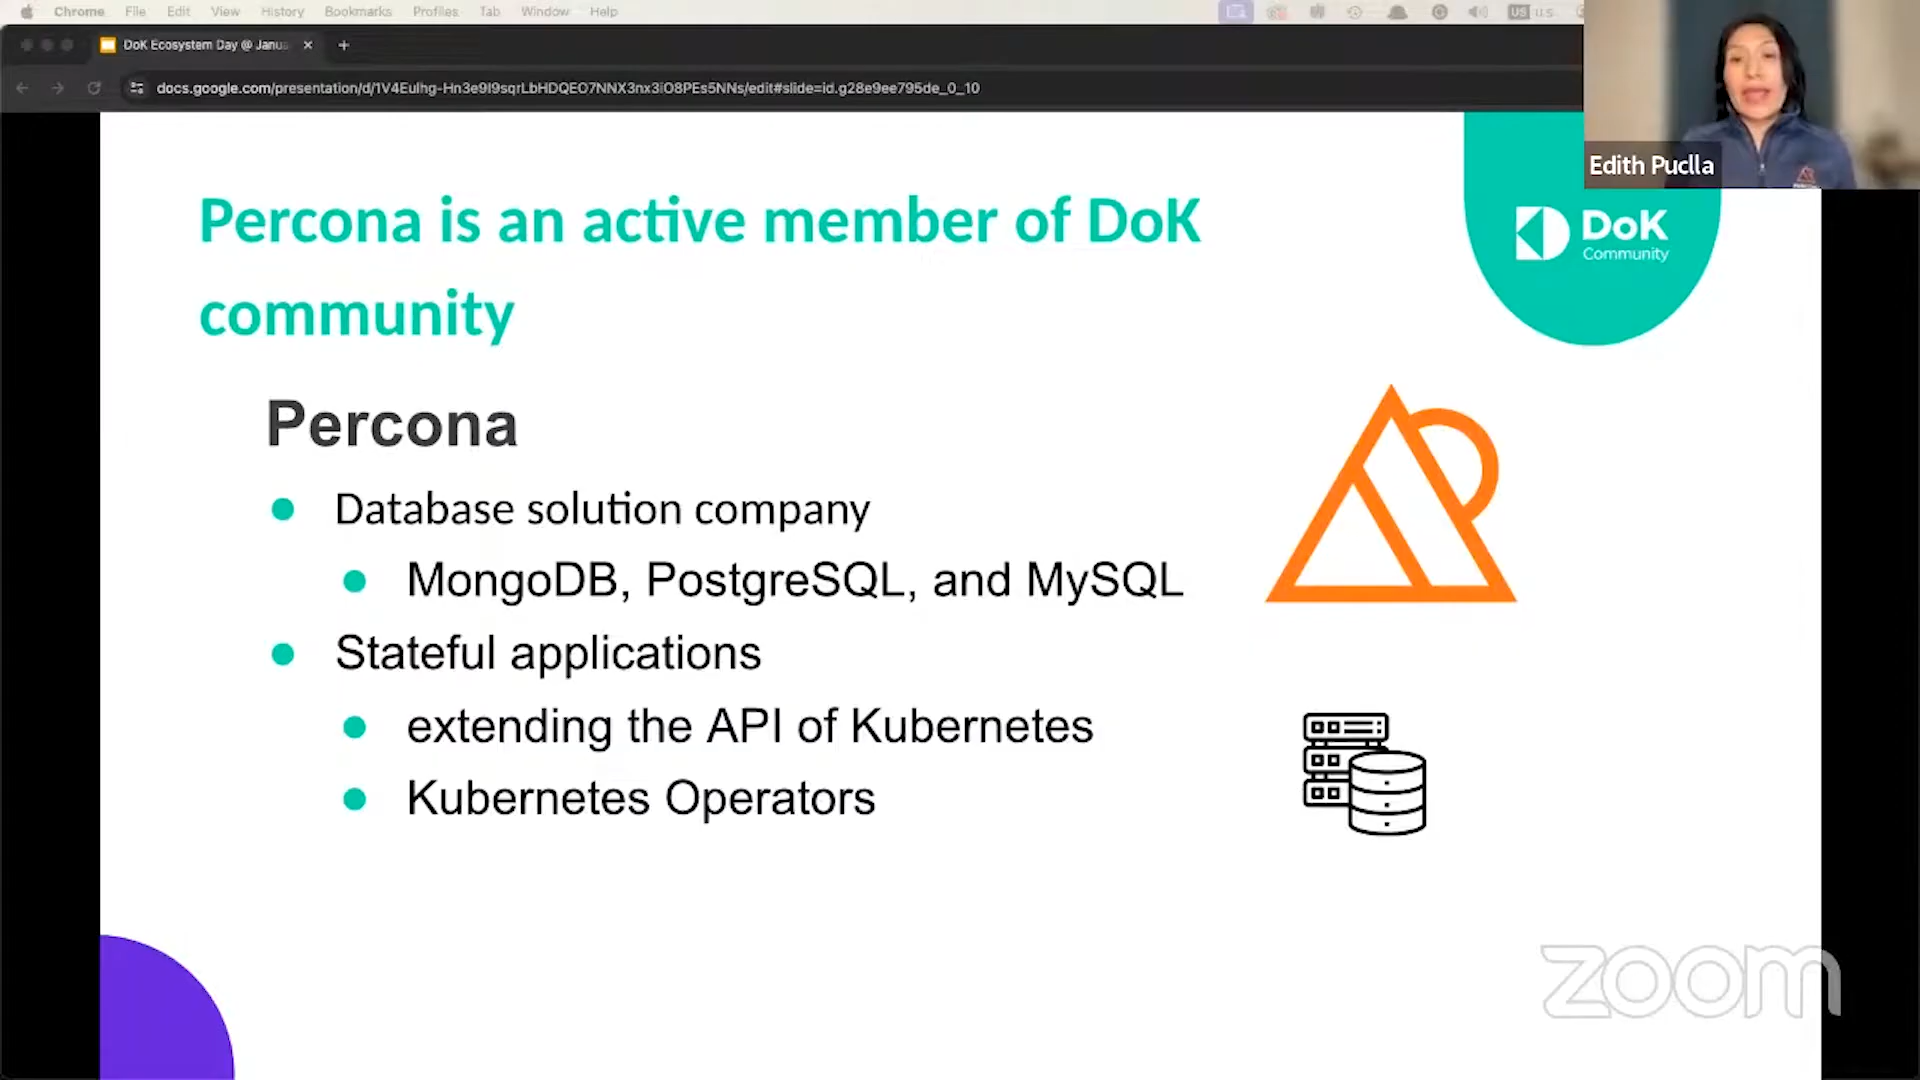 Chrome File Edit View History Bookmarks Profiles Tab Window Help
US U.S.
DoK Ecosystem Day @ Janua
docs.google.com/presentation/d/1V4Eulhg-Hn3e9I9sqrLbHDQEO7NNX3nx3iO8PEs5NNs/edit#slide=id.g28e9ee795de_0_10
Edith Puclla
DoK
Community
Percona is an active member of DoK
community
Percona
Database solution company
MongoDB, PostgreSQL, and MySQL
Stateful applications
extending the API of Kubernetes
Kubernetes Operators
zoom